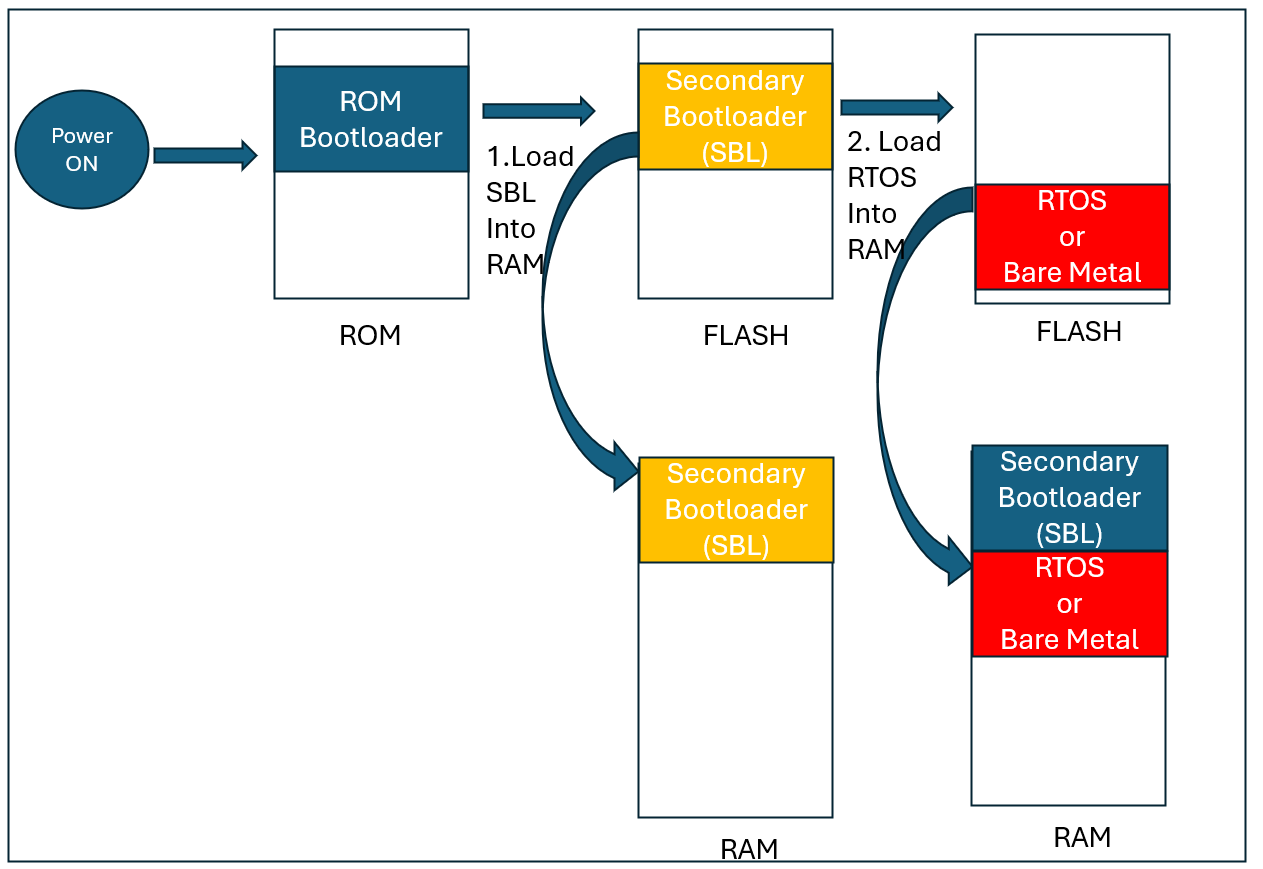 Power
ON
ROM
Bootloader
ROM
1.Load
SBL
Into
RAM
Secondary
Bootloader
(SBL)
FLASH
2. Load
RTOS
Into
RAM
RTOS
or
Bare Metal
FLASH
Secondary
Bootloader
(SBL)
RAM
Secondary
Bootloader
(SBL)
RTOS
or
Bare Metal
RAM